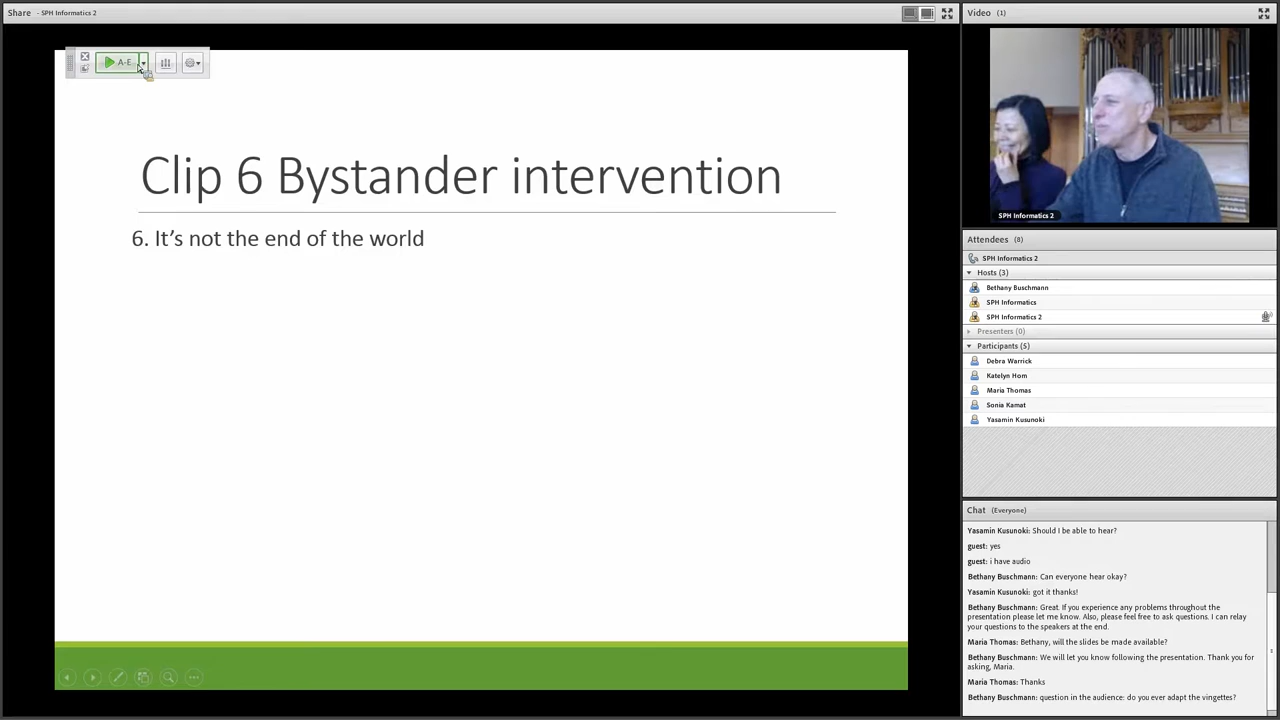 Share - SPH Informatics 2
A-E
Clip 6 Bystander intervention
6. It's not the end of the world
Video (1)
SPH Informatics 2
Attendees (8)
SPH Informatics 2
Hosts (3)
Bethany Buschmann
SPH Informatics
SPH Informatics 2
Presenters (0)
Participants (5)
Debra Warrick
Katelyn Hom
Maria Thomas
Sonia Kamat
Yasamin Kusunoki
Chat (Everyone)
Yasamin Kusunoki: Should I be able to hear?
guest: yes
guest: i have audio
Bethany Buschmann: Can everyone hear okay?
Yasamin Kusunoki: got it thanks!
Bethany Buschmann: Great. If you experience any problems throughout the
presentation please let me know. Also, please feel free to ask questions. I can relay
your questions to the speakers at the end.
Maria Thomas: Bethany, will the slides be made available?
Bethany Buschmann: We will let you know following the presentation. Thank you for
asking, Maria.
Maria Thomas: Thanks
Bethany Buschmann: question in the audience: do you ever adapt the vingettes?